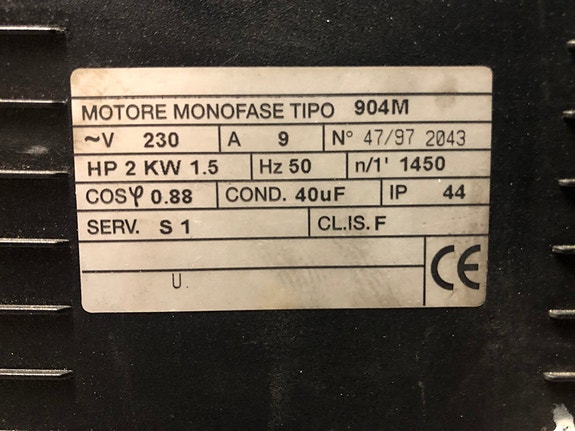 MOTORE MONOFASE TIPO 904M
~V 230 A 9 N° 47/97 2043
HP 2 KW 1.5 Hz 50 n/1' 1450
COSφ 0.88 COND. 40uF IP 44
SERV. S 1 CL.IS. F
CE
U.